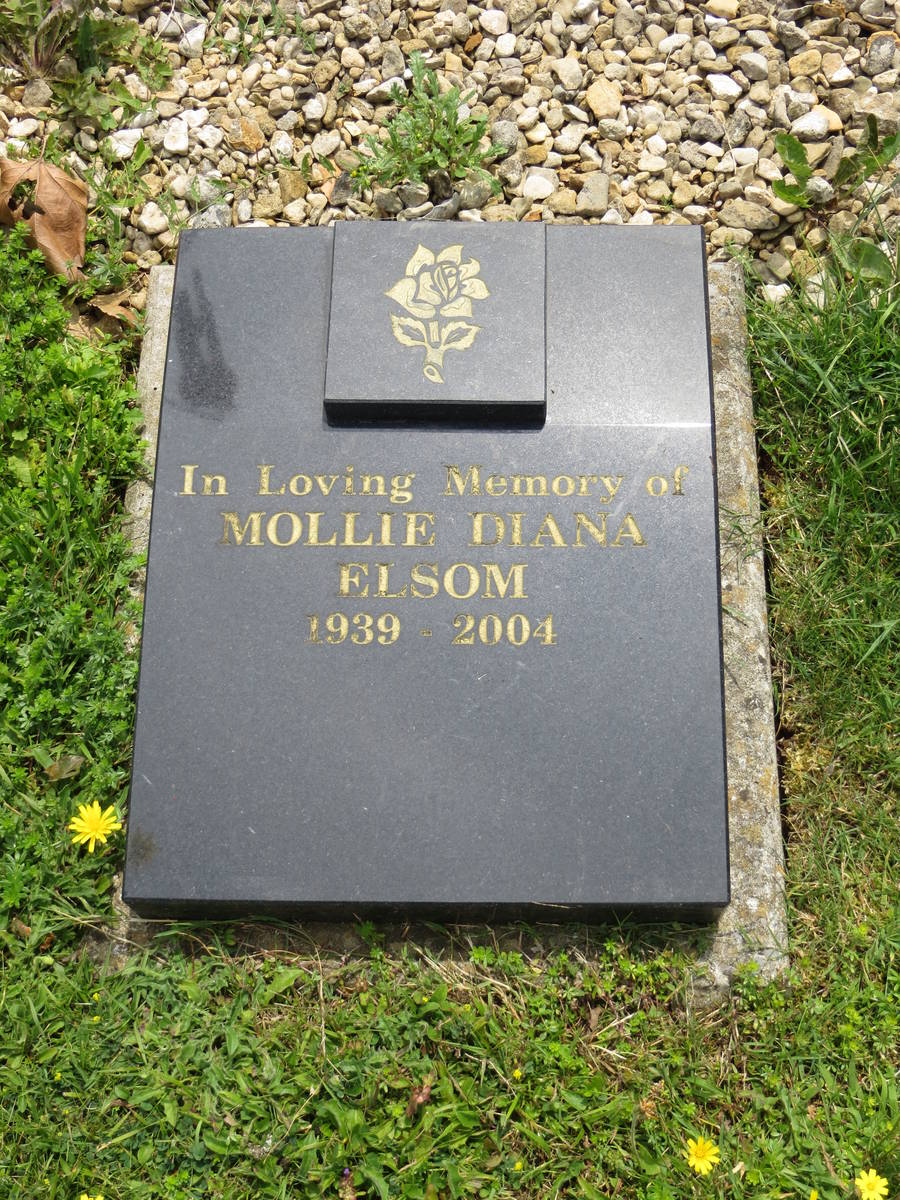 In Loving Memory of
MOLLIE DIANA
ELSOM
1939 - 2004